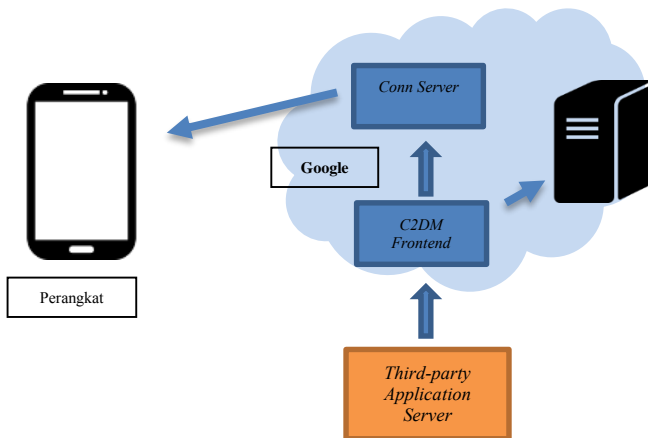 Conn Server
Google
C2DM
Frontend
Perangkat
Third-party
Application
Server